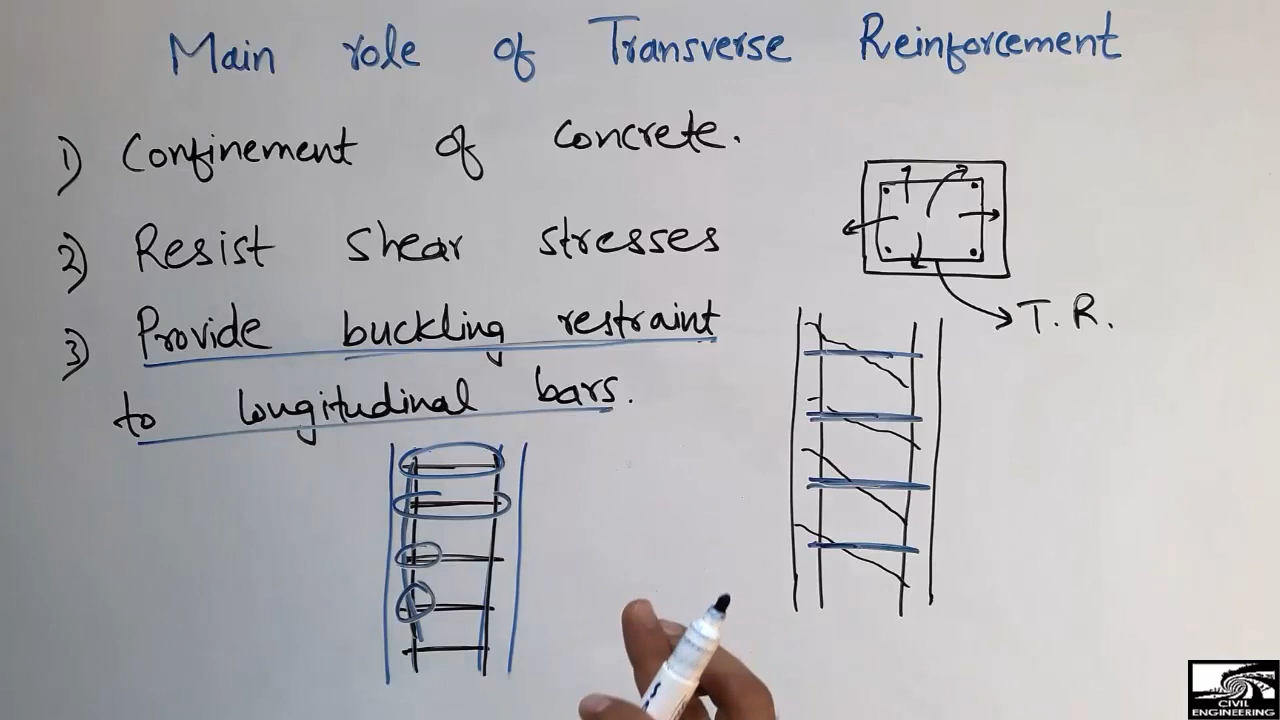 Main role of Transverse Reinforcement
1) Confinement of concrete.
2) Resist shear stresses
3) Provide buckling restraint
to longitudinal bars.
T. R.
CIVIL
ENGINEERING